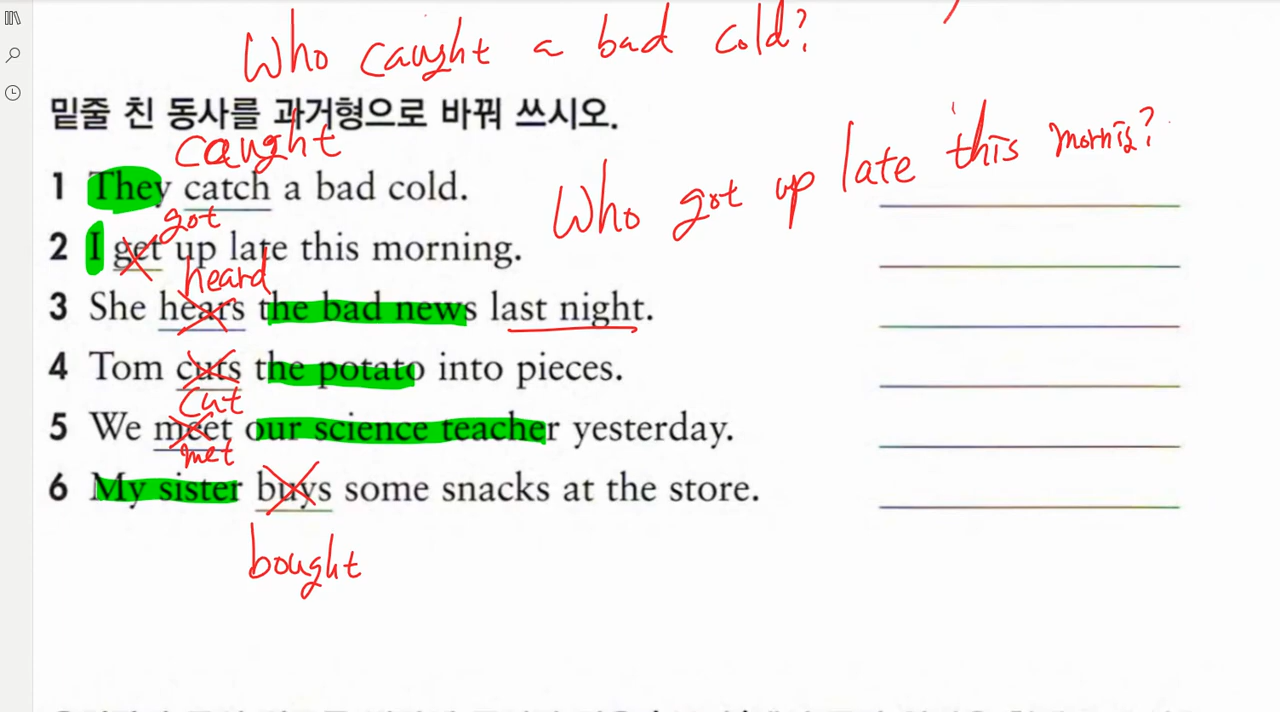 Who caught a bad cold?
밑줄 친 동사를 과거형으로 바꿔 쓰시오.
caught
Who got up late this mornig?
1 They catch a bad cold.
got
2 I get up late this morning.
heard
3 She hears the bad news last night.
4 Tom cuts the potato into pieces.
cut
5 We meet our science teacher yesterday.
met
6 My sister buys some snacks at the store.
bought